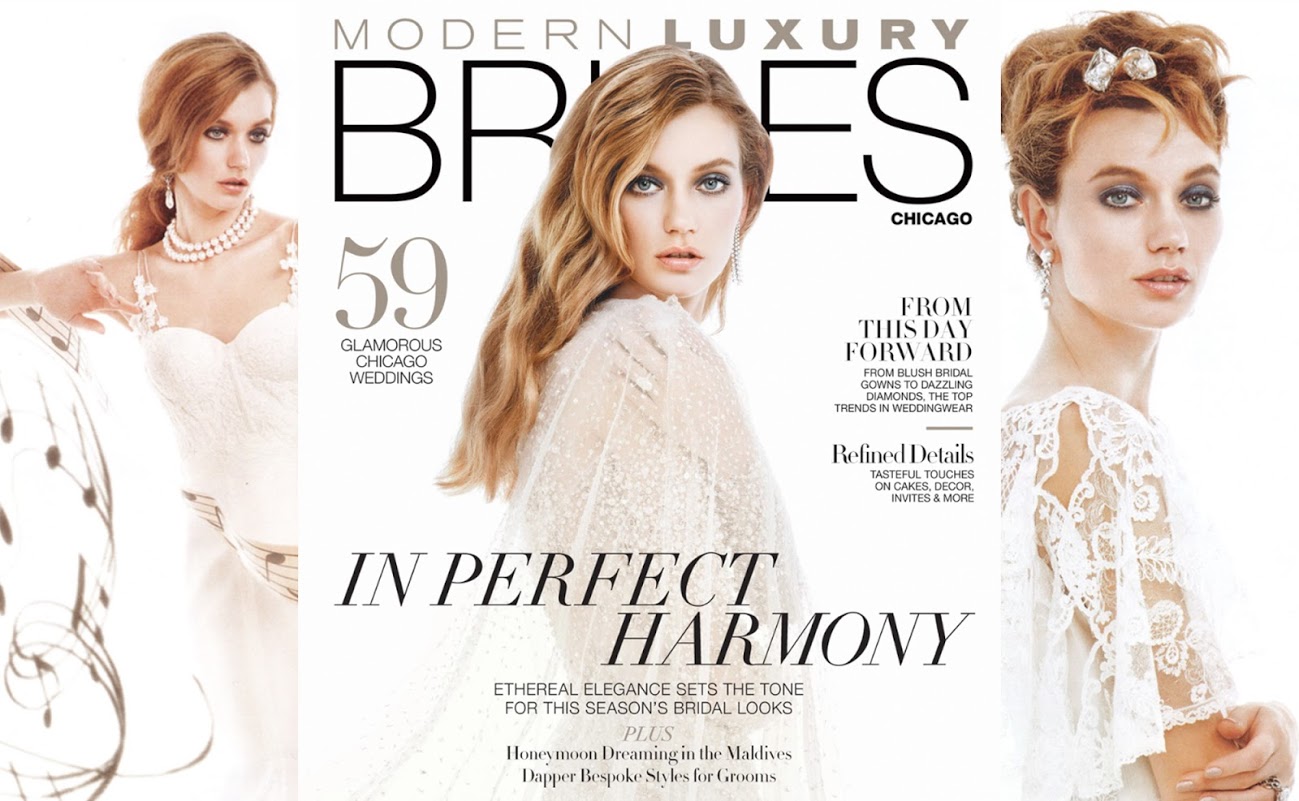 MODERN LUXURY
BRIDES
CHICAGO
59
GLAMOROUS
CHICAGO
WEDDINGS
FROM
THIS DAY
FORWARD
FROM BLUSH BRIDAL
GOWNS TO DAZZLING
DIAMONDS, THE TOP
TRENDS IN WEDDINGWEAR
Refined Details
TASTEFUL TOUCHES
ON CAKES, DECOR,
INVITES & MORE
IN PERFECT
HARMONY
ETHEREAL ELEGANCE SETS THE TONE
FOR THIS SEASON'S BRIDAL LOOKS
PLUS
Honeymoon Dreaming in the Maldives
Dapper Bespoke Styles for Grooms